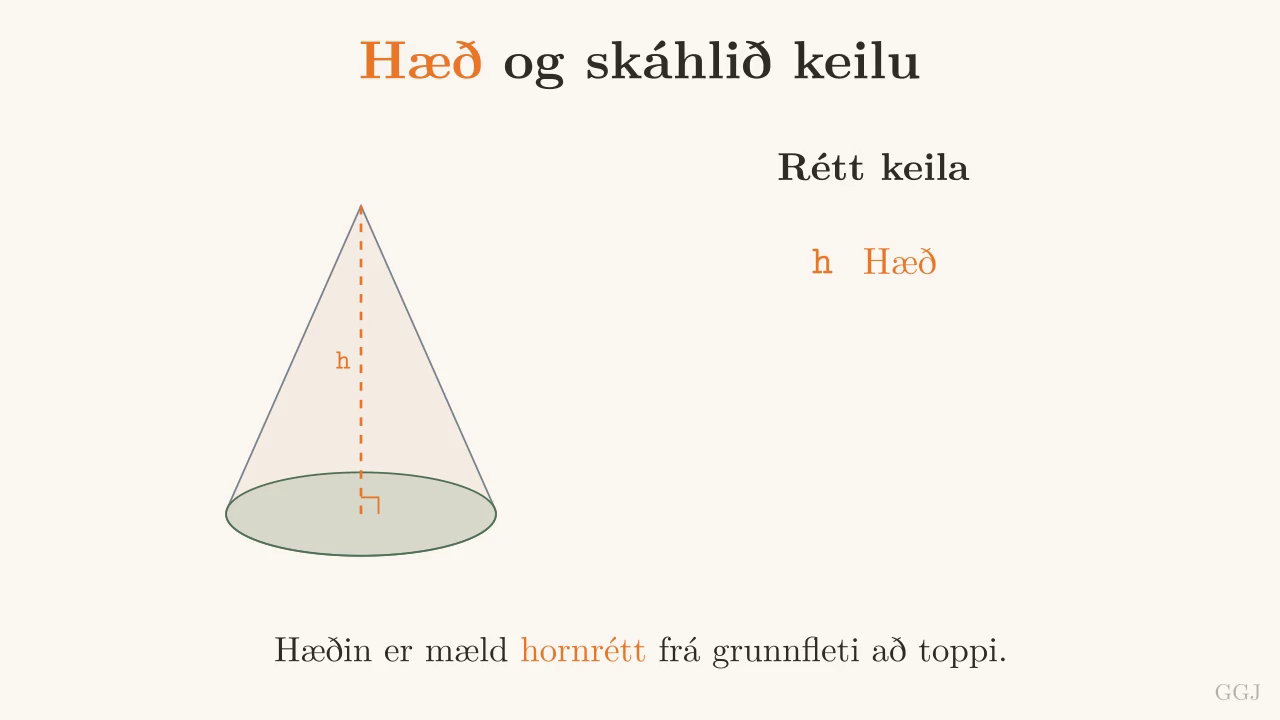 Hæð og skáhlið keilu
Rétt keila
h Hæð
h
Hæðin er mæld hornrétt frá grunnfleti að toppi.
GGJ